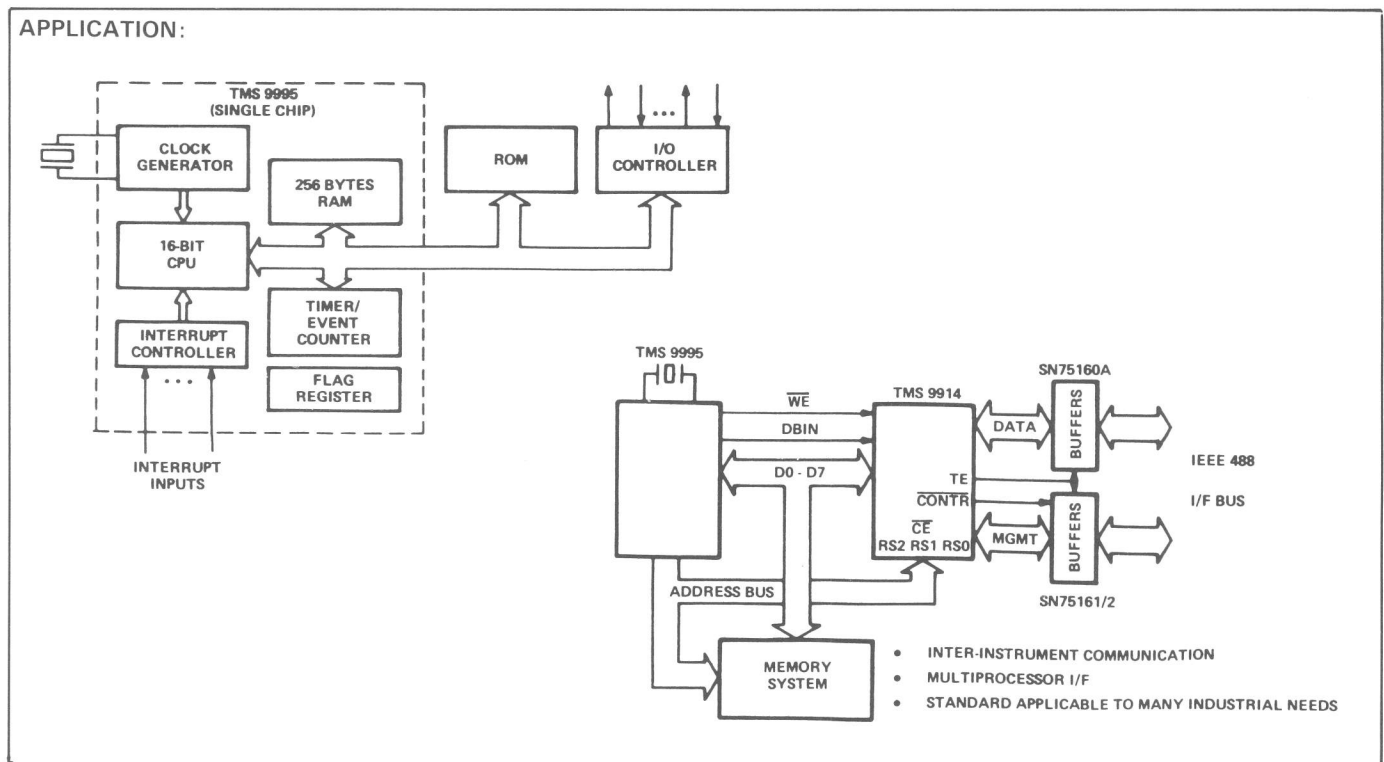 APPLICATION:
TMS 9995
(SINGLE CHIP)
CLOCK
GENERATOR
256 BYTES
RAM
16-BIT
CPU
TIMER/
EVENT
COUNTER
INTERRUPT
CONTROLLER
FLAG
REGISTER
INTERRUPT
INPUTS
ROM
I/O
CONTROLLER
TMS 9995
WE
DBIN
D0 - D7
ADDRESS BUS
MEMORY
SYSTEM
TMS 9914
TE
CONTR
CE
RS2 RS1 RS0
DATA
MGMT
SN75160A
BUFFERS
BUFFERS
SN75161/2
IEEE 488
I/F BUS
• INTER-INSTRUMENT COMMUNICATION
• MULTIPROCESSOR I/F
• STANDARD APPLICABLE TO MANY INDUSTRIAL NEEDS